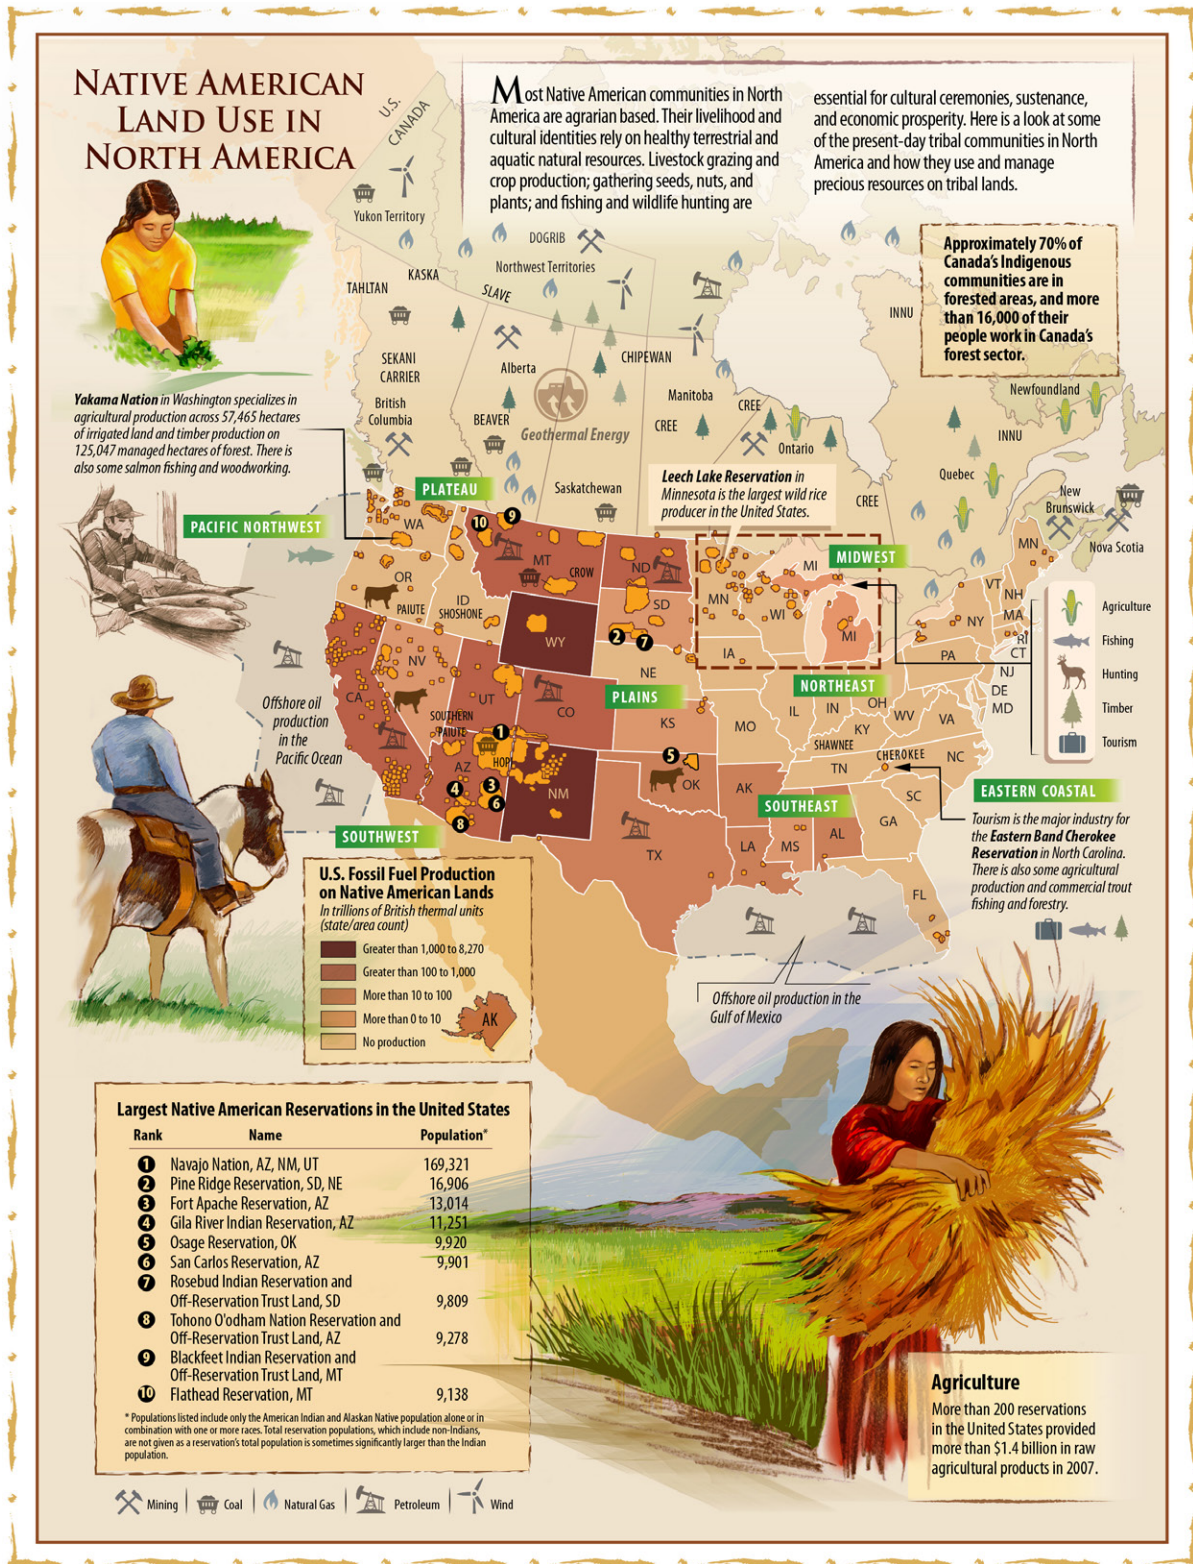 NATIVE AMERICAN
LAND USE IN
NORTH AMERICA
Most Native American communities in North
America are agrarian based. Their livelihood and
cultural identities rely on healthy terrestrial and
aquatic natural resources. Livestock grazing and
crop production; gathering seeds, nuts, and
plants; and fishing and wildlife hunting are
essential for cultural ceremonies, sustenance,
and economic prosperity. Here is a look at some
of the present-day tribal communities in North
America and how they use and manage
precious resources on tribal lands.
Approximately 70% of
Canada's Indigenous
communities are in
forested areas, and more
than 16,000 of their
people work in Canada's
forest sector.
U.S.
CANADA
Yukon Territory
DOGRIB
Northwest Territories
KASKA
TAHLTAN
SLAVE
INNU
SEKANI
CARRIER
Alberta
CHIPEWAN
British
Columbia
BEAVER
Geothermal Energy
Manitoba
CREE
CREE
Ontario
Newfoundland
INNU
Quebec
Saskatchewan
CREE
New
Brunswick
Nova Scotia
Yakama Nation in Washington specializes in
agricultural production across 57,465 hectares
of irrigated land and timber production on
125,047 managed hectares of forest. There is
also some salmon fishing and woodworking.
Leech Lake Reservation in
Minnesota is the largest wild rice
producer in the United States.
PLATEAU
PACIFIC NORTHWEST
MIDWEST
WA
10
9
MT
CROW
ND
MN
MI
MN
OR
PAIUTE
ID
SHOSHONE
WY
SD
2
7
WI
MI
IA
NE
NY
VT
NH
MA
RI
CT
PA
NJ
DE
MD
Agriculture
Fishing
Hunting
Timber
Tourism
CA
NV
UT
CO
SOUTHERN
PAIUTE
PLAINS
KS
MO
NORTHEAST
IL
IN
OH
WV
VA
KY
SHAWNEE
CHEROKEE
NC
TN
SC
1
HOPI
AZ
4
3
6
8
NM
5
OK
AK
SOUTHEAST
TX
LA
MS
AL
GA
FL
EASTERN COASTAL
Offshore oil
production
in the
Pacific Ocean
SOUTHWEST
Tourism is the major industry for
the Eastern Band Cherokee
Reservation in North Carolina.
There is also some agricultural
production and commercial trout
fishing and forestry.
U.S. Fossil Fuel Production
on Native American Lands
In trillions of British thermal units
(state/area count)
Greater than 1,000 to 8,270
Greater than 100 to 1,000
More than 10 to 100
More than 0 to 10
No production
AK
Offshore oil production in the
Gulf of Mexico
Largest Native American Reservations in the United States
Rank Name Population*
1 Navajo Nation, AZ, NM, UT 169,321
2 Pine Ridge Reservation, SD, NE 16,906
3 Fort Apache Reservation, AZ 13,014
4 Gila River Indian Reservation, AZ 11,251
5 Osage Reservation, OK 9,920
6 San Carlos Reservation, AZ 9,901
7 Rosebud Indian Reservation and
Off-Reservation Trust Land, SD 9,809
8 Tohono O'odham Nation Reservation and
Off-Reservation Trust Land, AZ 9,278
9 Blackfeet Indian Reservation and
Off-Reservation Trust Land, MT
10 Flathead Reservation, MT 9,138
* Populations listed include only the American Indian and Alaskan Native population alone or in
combination with one or more races. Total reservation populations, which include non-Indians,
are not given as a reservation's total population is sometimes significantly larger than the Indian
population.
Mining
Coal
Natural Gas
Petroleum
Wind
Agriculture
More than 200 reservations
in the United States provided
more than $1.4 billion in raw
agricultural products in 2007.